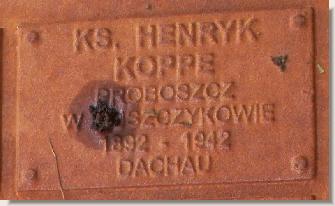 KS. HENRYK
KOPPE
PROBOSZCZ
W
1892 - 1942
DACHAU